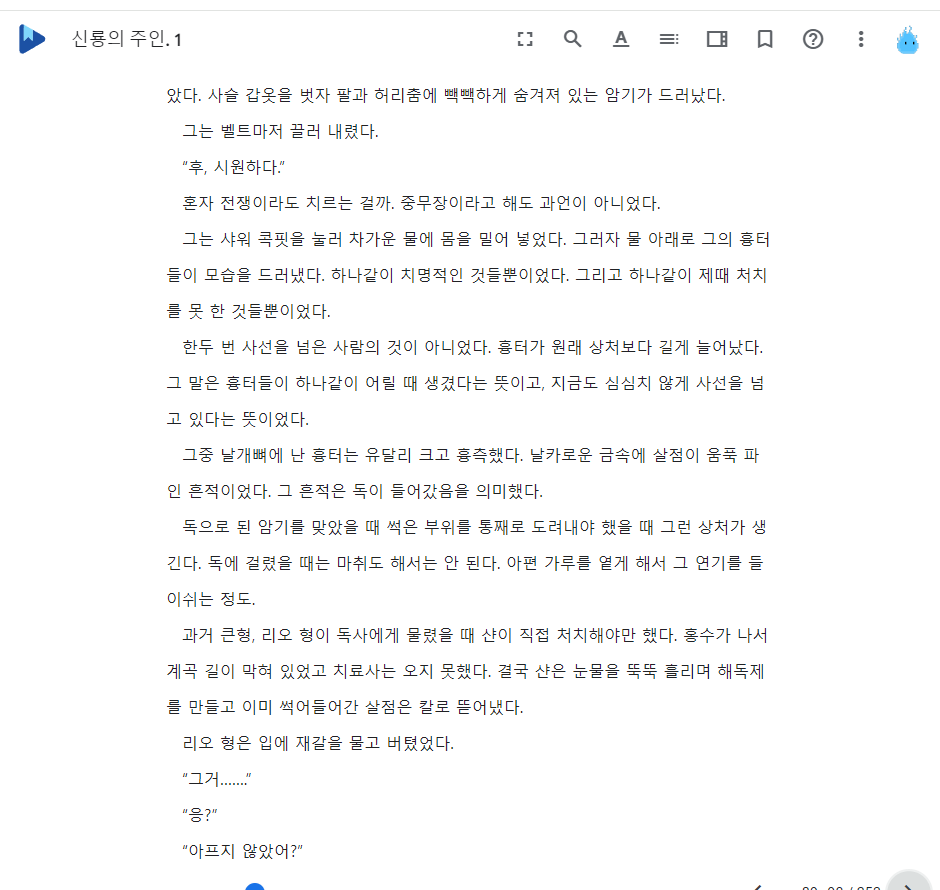 신룡의 주인. 1
았다. 사슬 갑옷을 벗자 팔과 허리춤에 빽빽하게 숨겨져 있는 암기가 드러났다.
그는 벨트마저 끌러 내렸다.
“후, 시원하다.”
혼자 전쟁이라도 치르는 걸까. 중무장이라고 해도 과언이 아니었다.
그는 샤워 콕핏을 눌러 차가운 물에 몸을 밀어 넣었다. 그러자 물 아래로 그의 흉터
들이 모습을 드러냈다. 하나같이 치명적인 것들뿐이었다. 그리고 하나같이 제때 처치
를 못 한 것들뿐이었다.
한두 번 사선을 넘은 사람의 것이 아니었다. 흉터가 원래 상처보다 길게 늘어났다.
그 말은 흉터들이 하나같이 어릴 때 생겼다는 뜻이고, 지금도 심심치 않게 사선을 넘
고 있다는 뜻이었다.
그중 날개뼈에 난 흉터는 유달리 크고 흉측했다. 날카로운 금속에 살점이 움푹 파
인 흔적이었다. 그 흔적은 독이 들어갔음을 의미했다.
독으로 된 암기를 맞았을 때 썩은 부위를 통째로 도려내야 했을 때 그런 상처가 생
긴다. 독에 걸렸을 때는 마취도 해서는 안 된다. 아편 가루를 옅게 해서 그 연기를 들
이쉬는 정도.
과거 큰형, 리오 형이 독사에게 물렸을 때 샨이 직접 처치해야만 했다. 홍수가 나서
계곡 길이 막혀 있었고 치료사는 오지 못했다. 결국 샨은 눈물을 뚝뚝 흘리며 해독제
를 만들고 이미 썩어들어간 살점은 칼로 뜯어냈다.
리오 형은 입에 재갈을 물고 버텼었다.
“그거…….”
“응?”
“아프지 않았어?”